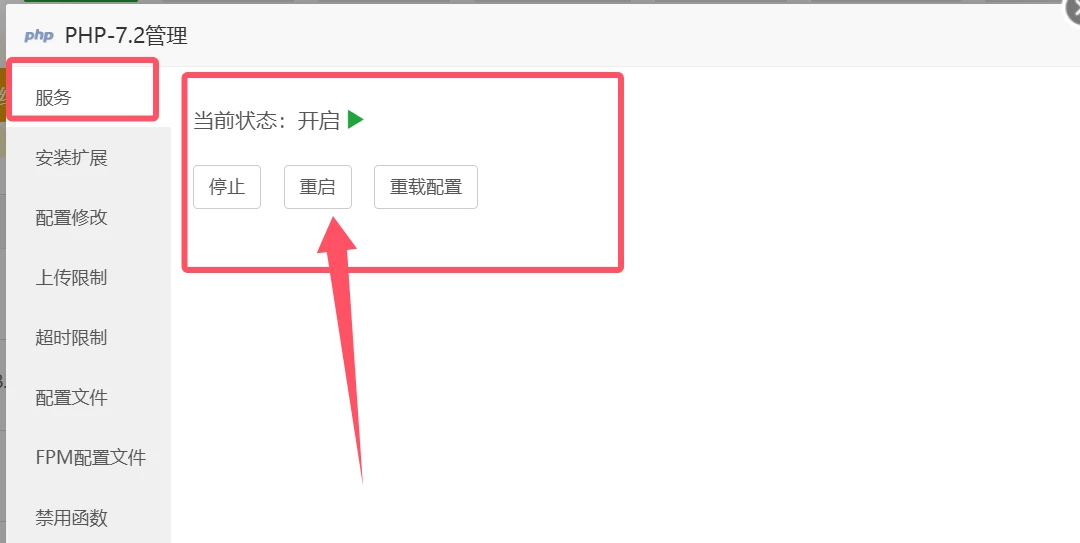 php PHP-7.2管理
服务
当前状态：开启
停止 重启 重载配置
安装扩展
配置修改
上传限制
超时限制
配置文件
FPM配置文件
禁用函数